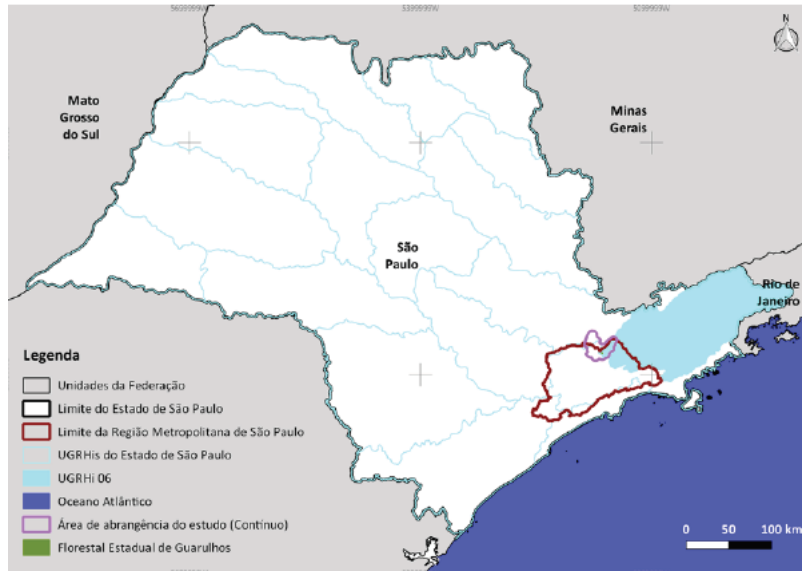 Mato
Grosso
do Sul
Minas
Gerais
São
Paulo
Rio de
Janeiro
N
Legenda
Unidades da Federação
Limite do Estado de São Paulo
Limite da Região Metropolitana de São Paulo
UGRHis do Estado de São Paulo
UGRHi 06
Oceano Atlântico
Área de abrangência do estudo (Contínuo)
Florestal Estadual de Guarulhos
0 50 100 km